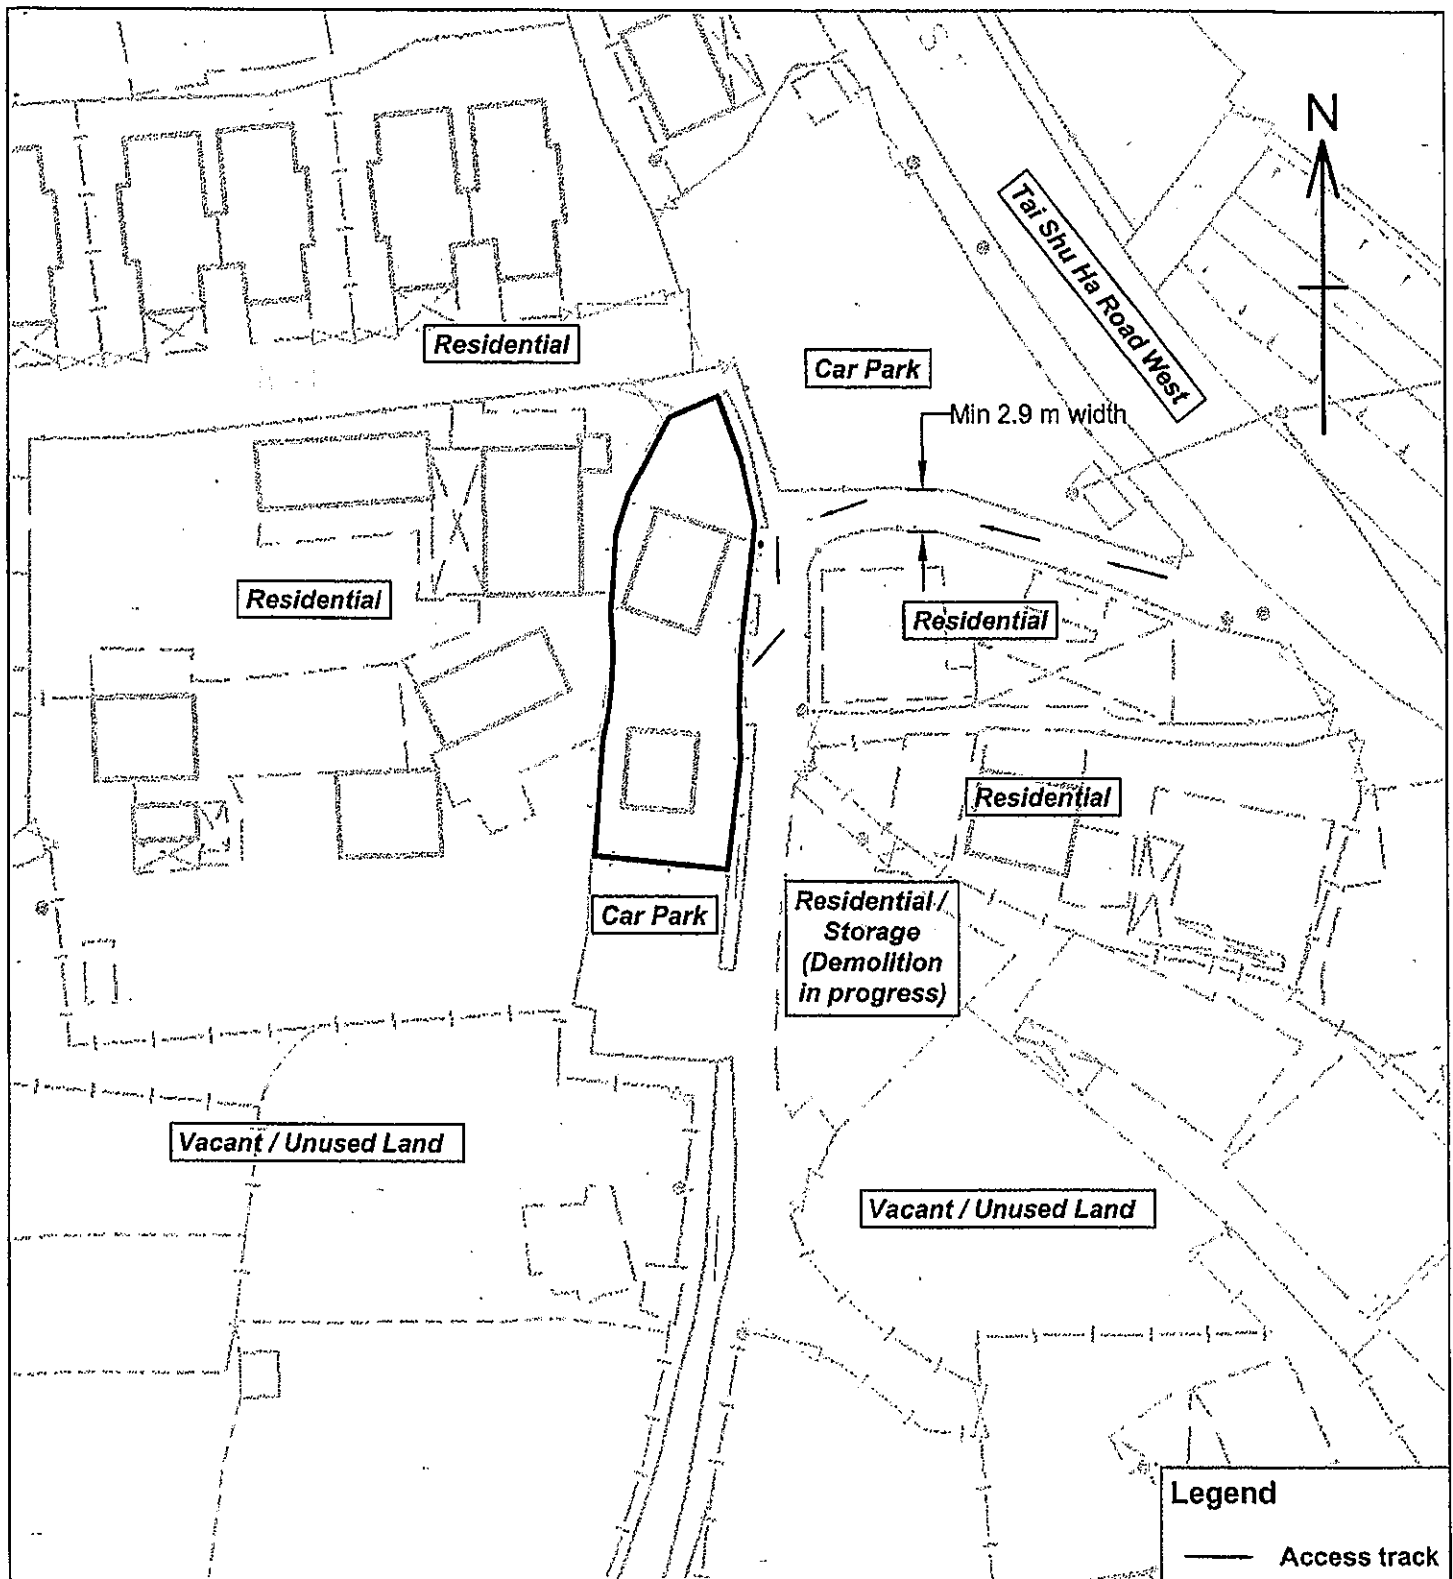 ST
N
Tai Shu Ha Road West
Residential
Car Park
Min 2.9 m width
Residential
Residential
Residential
Residential /
Storage
(Demolition
in progress)
Car Park
Vacant / Unused Land
Vacant / Unused Land
Legend
Access track